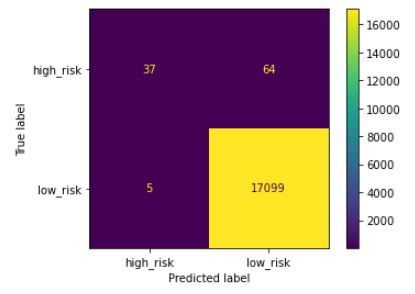 16000
high_risk 37 64 14000
12000
True label
10000
8000
6000
low_risk 5 17099
4000
2000
high_risk low_risk
Predicted label